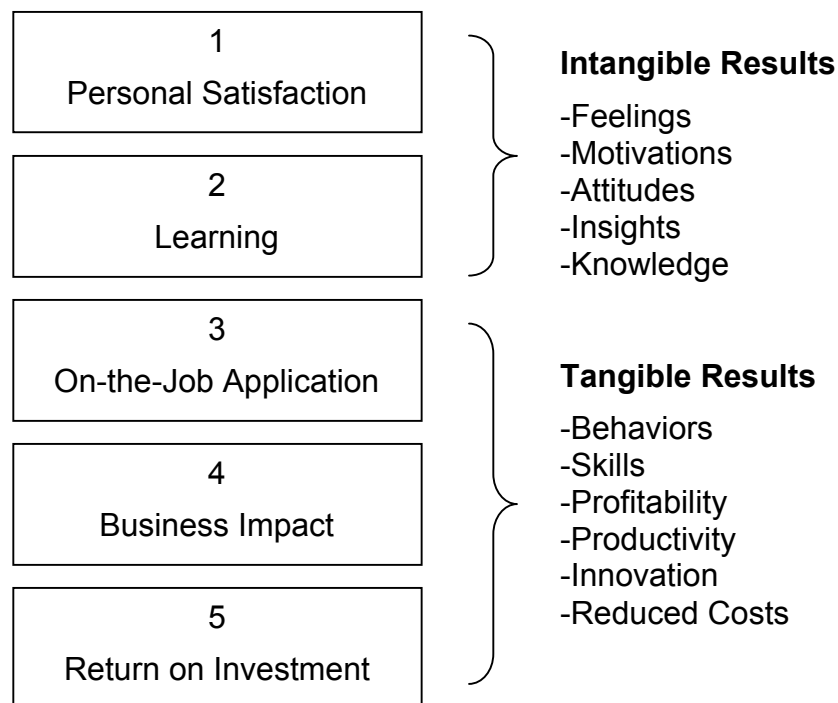 1
Personal Satisfaction
2
Learning
3
On-the-Job Application
4
Business Impact
5
Return on Investment
Intangible Results
-Feelings
-Motivations
-Attitudes
-Insights
-Knowledge
Tangible Results
-Behaviors
-Skills
-Profitability
-Productivity
-Innovation
-Reduced Costs